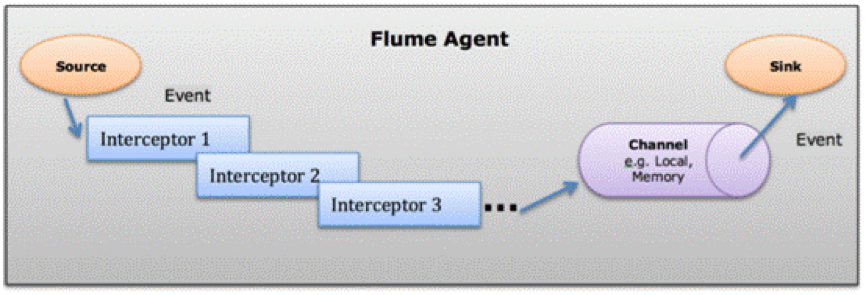 Flume Agent
Source
Sink
Event
Interceptor 1
Interceptor 2
Interceptor 3
...
Channel
e.g. Local,
Memory
Event